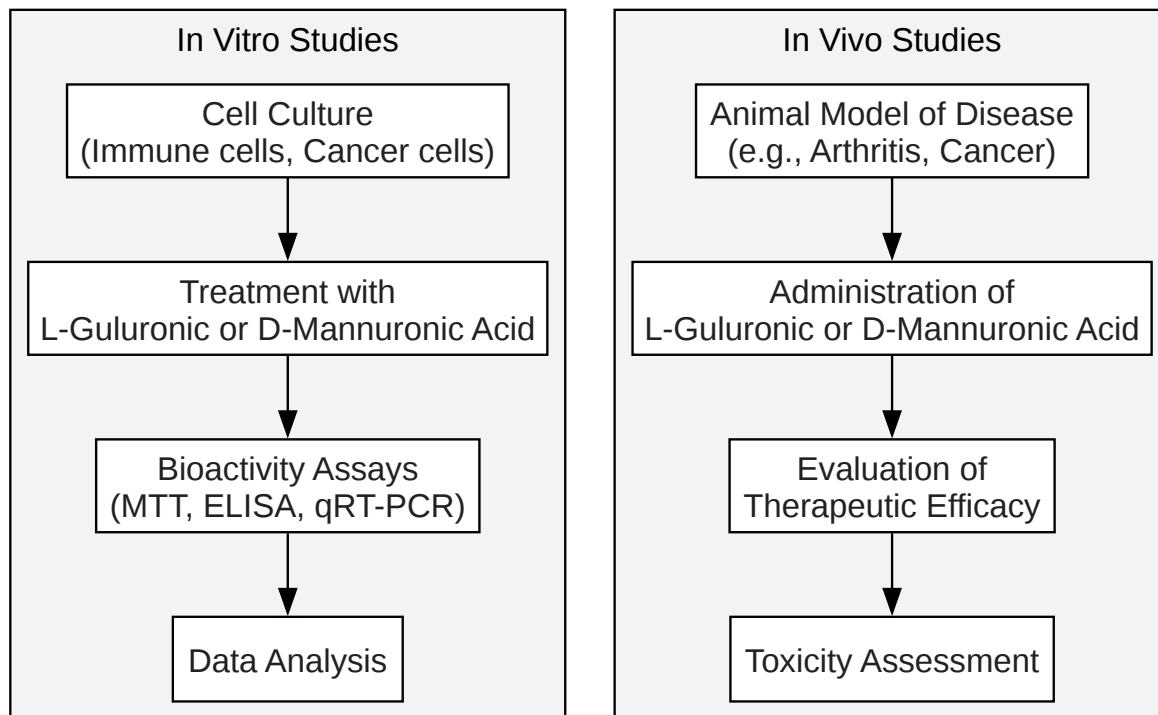 In Vitro Studies
Cell Culture
(Immune cells, Cancer cells)
Treatment with
L-Guluronic or D-Mannuronic Acid
Bioactivity Assays
(MTT, ELISA, qRT-PCR)
Data Analysis
In Vivo Studies
Animal Model of Disease
(e.g., Arthritis, Cancer)
Administration of
L-Guluronic or D-Mannuronic Acid
Evaluation of
Therapeutic Efficacy
Toxicity Assessment